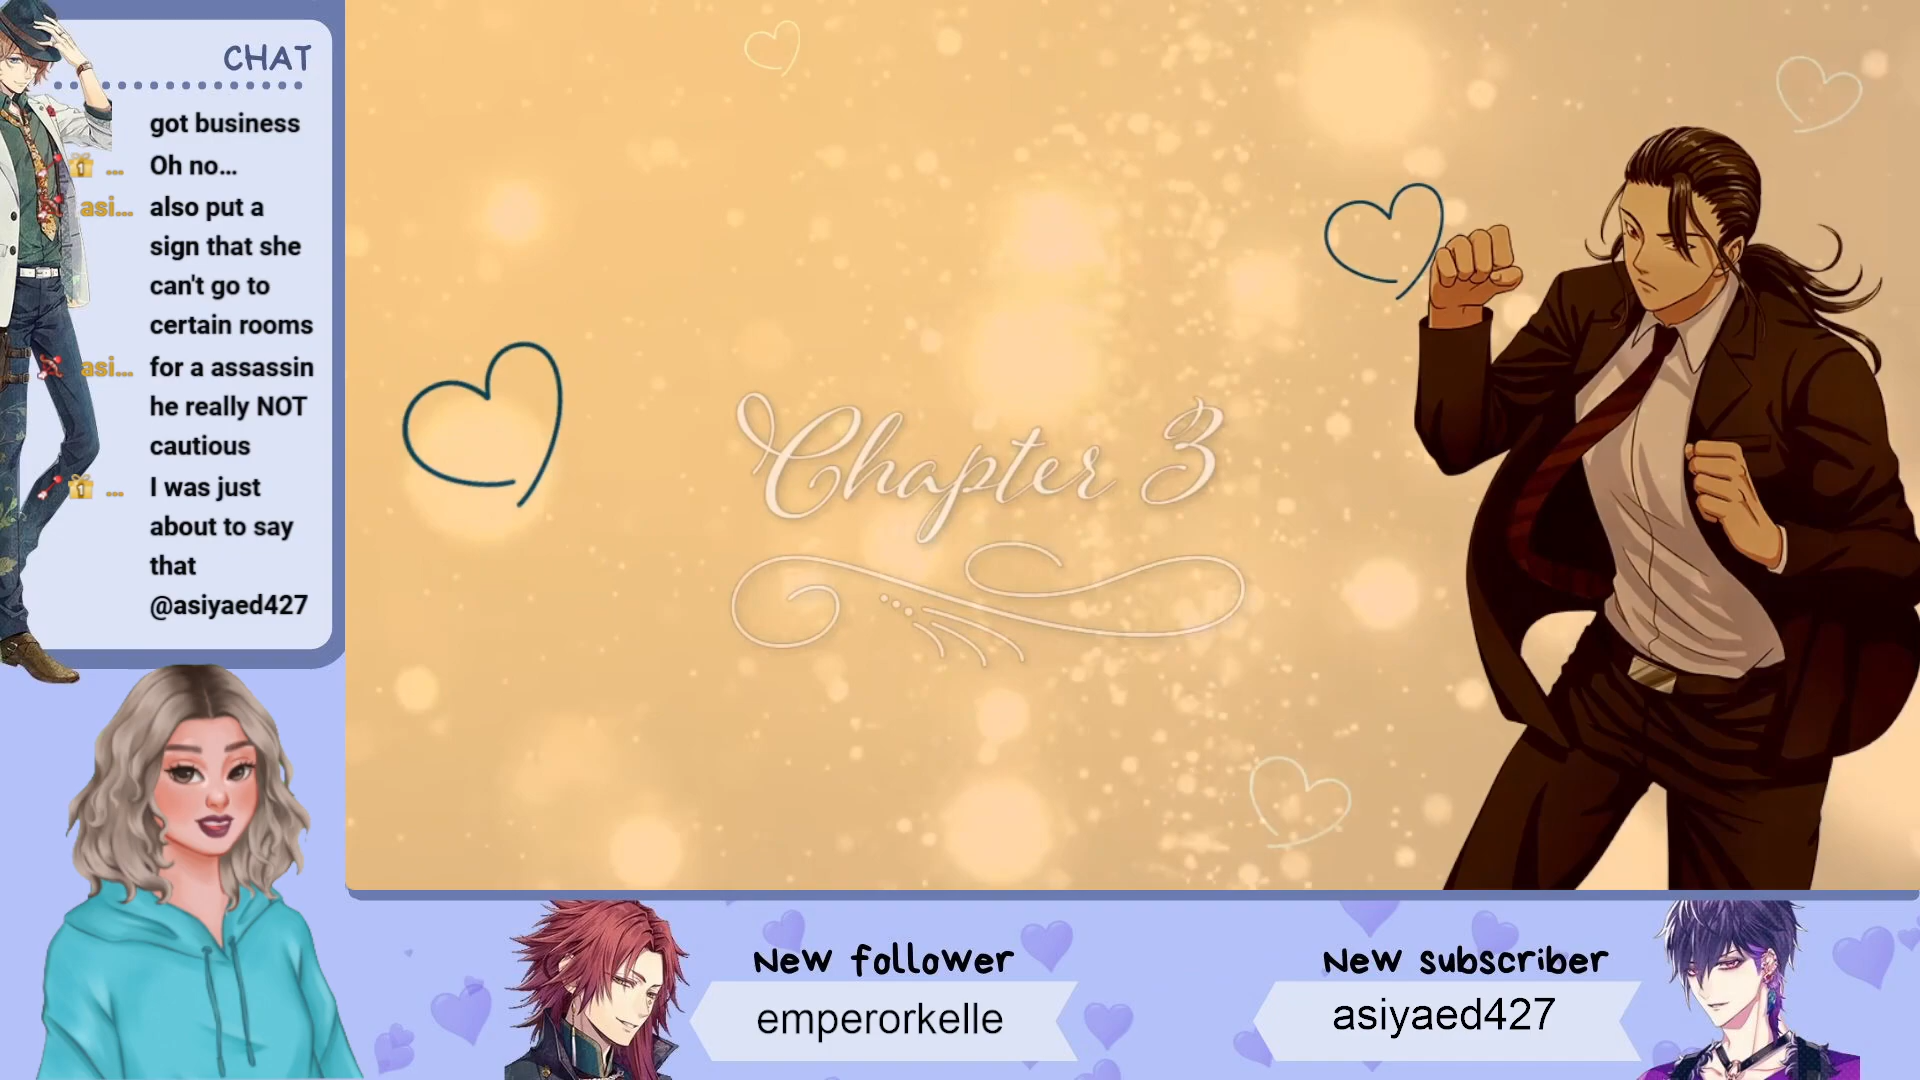 CHAT
got business
... Oh no...
asi... also put a
sign that she
can't go to
certain rooms
asi... for a assassin
he really NOT
cautious
... I was just
about to say
that
@asiyaed427
Chapter 3
New follower
emperorkelle
New subscriber
asiyaed427